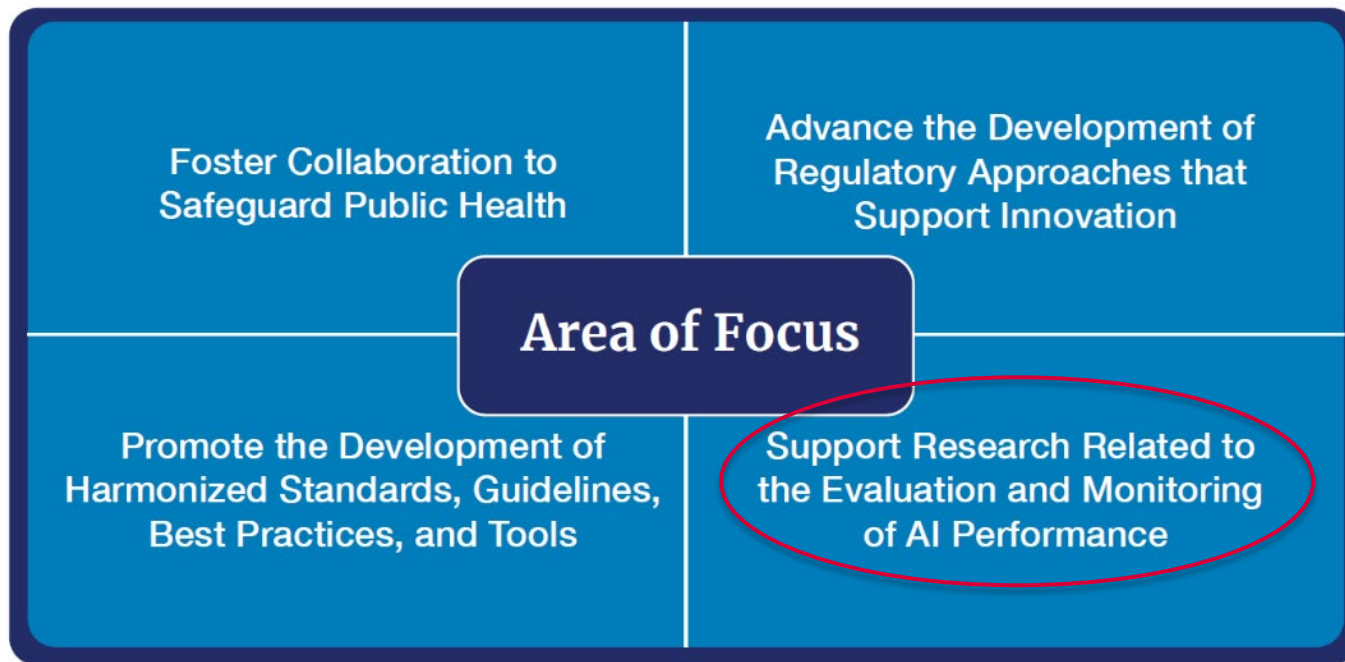 Foster Collaboration to
Safeguard Public Health
Advance the Development of
Regulatory Approaches that
Support Innovation
Area of Focus
Promote the Development of
Harmonized Standards, Guidelines,
Best Practices, and Tools
Support Research Related to
the Evaluation and Monitoring
of AI Performance